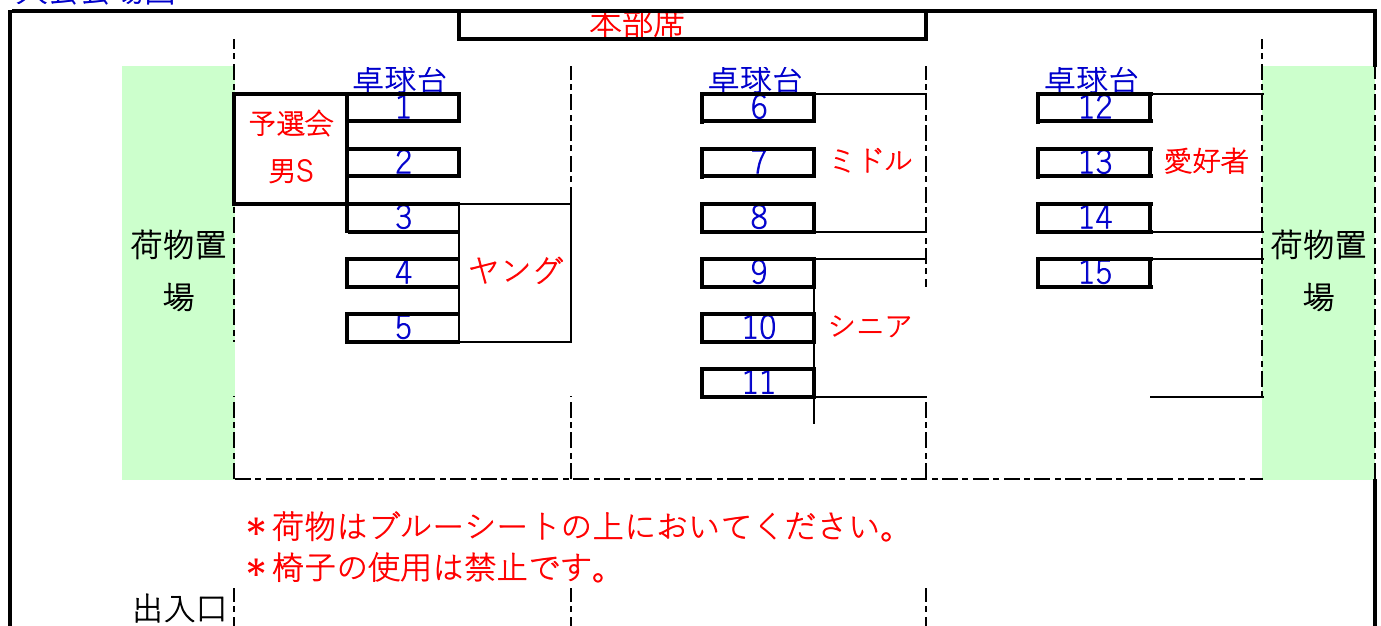 本部席
卓球台 卓球台 卓球台
1 6 12
予選会
男S
2 7 13
ミドル 愛好者
3 8 14
荷物置
場
荷物置
場
4 9 15
ヤング
5 10
シニア
11
*荷物はブルーシートの上においてください。
*椅子の使用は禁止です。
出入口